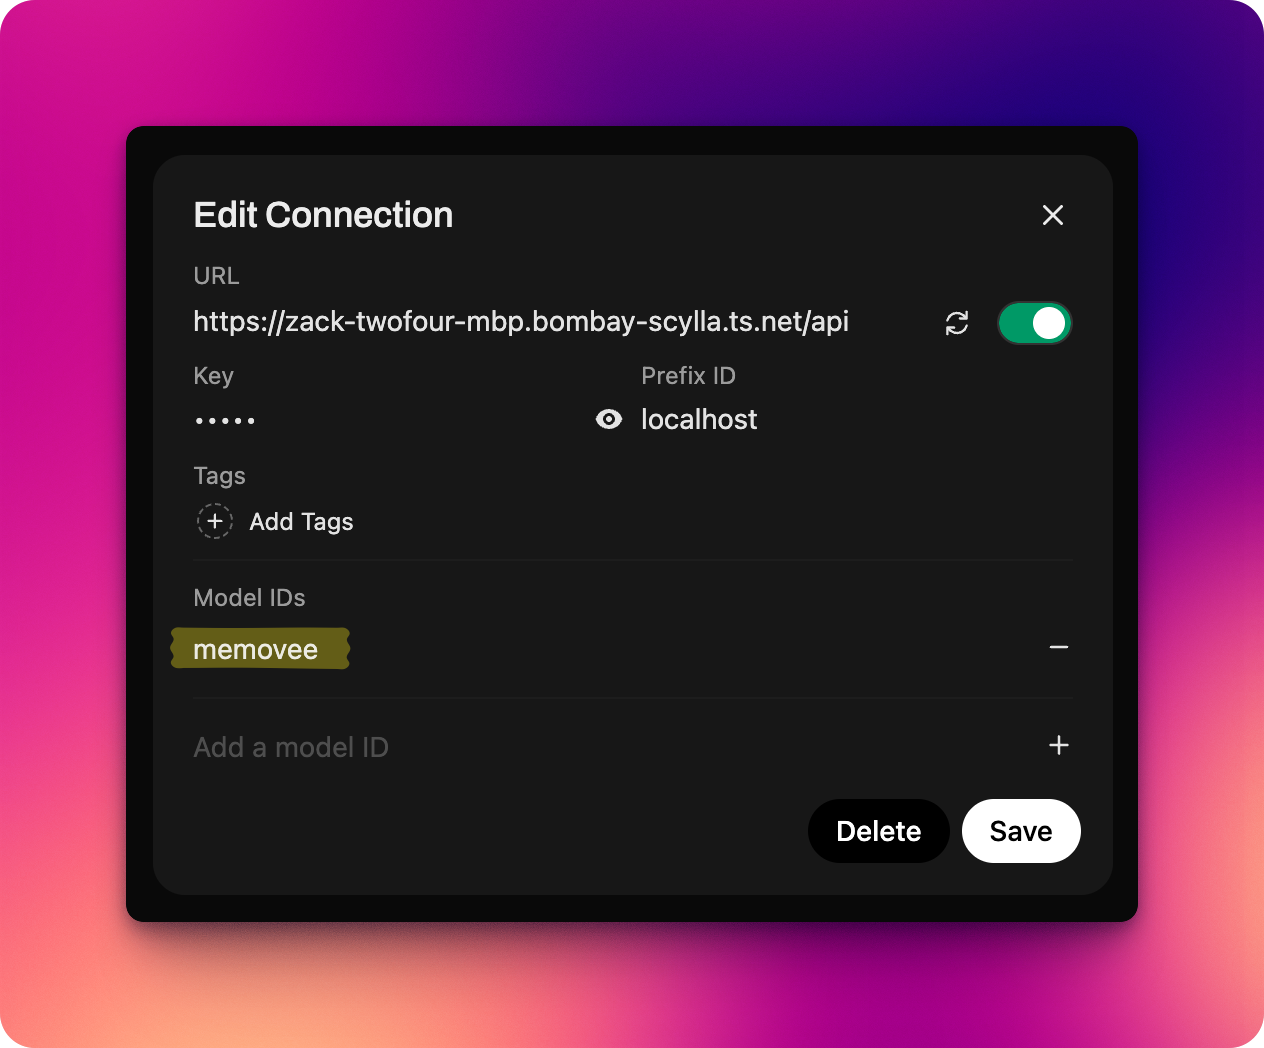 Edit Connection
URL
https://zack-twofour-mbp.bombay-scylla.ts.net/api
Key
Prefix ID
•••••
localhost
Tags
Add Tags
Model IDs
memovee
Add a model ID
Delete
Save